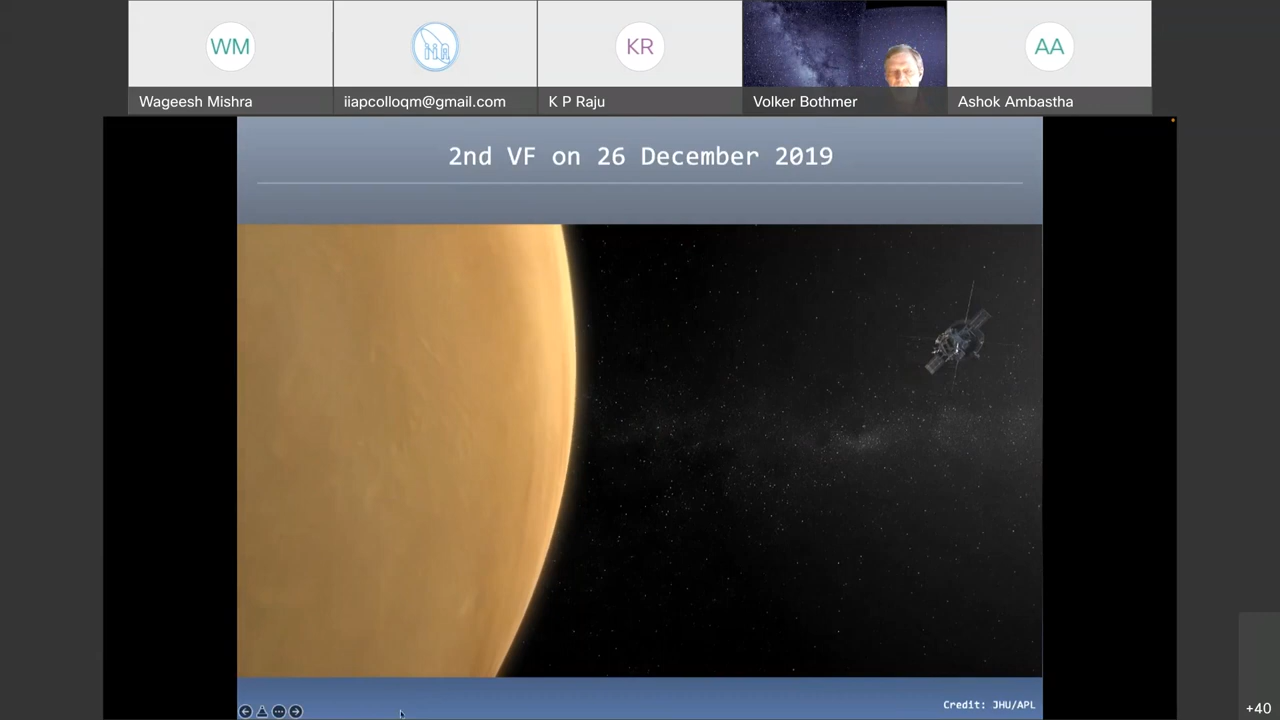 WM
iia
KR
AA
Wageesh Mishra
iiapcolloqm@gmail.com
K P Raju
Volker Bothmer
Ashok Ambastha
2nd VF on 26 December 2019
Credit: JHU/APL
+40